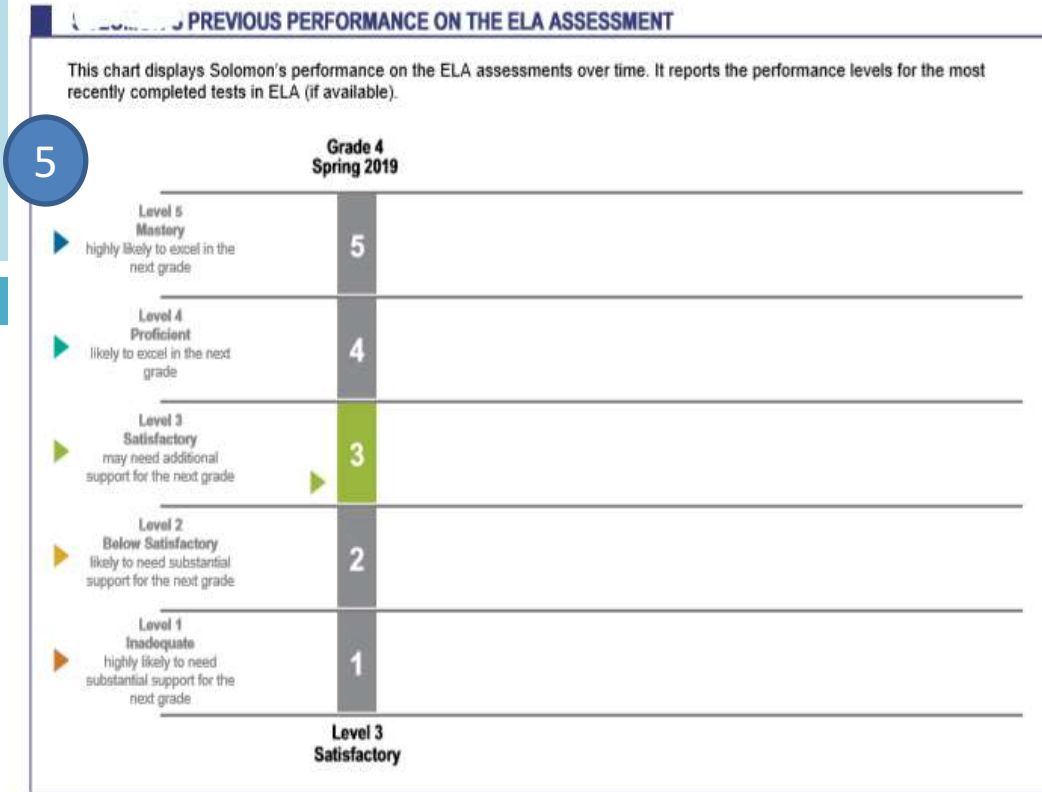 PREVIOUS PERFORMANCE ON THE ELA ASSESSMENT
This chart displays Solomon's performance on the ELA assessments over time. It reports the performance levels for the most
recently completed tests in ELA (if available).
5
Grade 4
Spring 2019
Level 5
Mastery
highly likely to excel in the
next grade
5
Level 4
Proficient
likely to excel in the next
grade
4
Level 3
Satisfactory
may need additional
support for the next grade
3
Level 2
Below Satisfactory
likely to need substantial
support for the next grade
2
Level 1
Inadequate
highly likely to need
substantial support for the
next grade
1
Level 3
Satisfactory